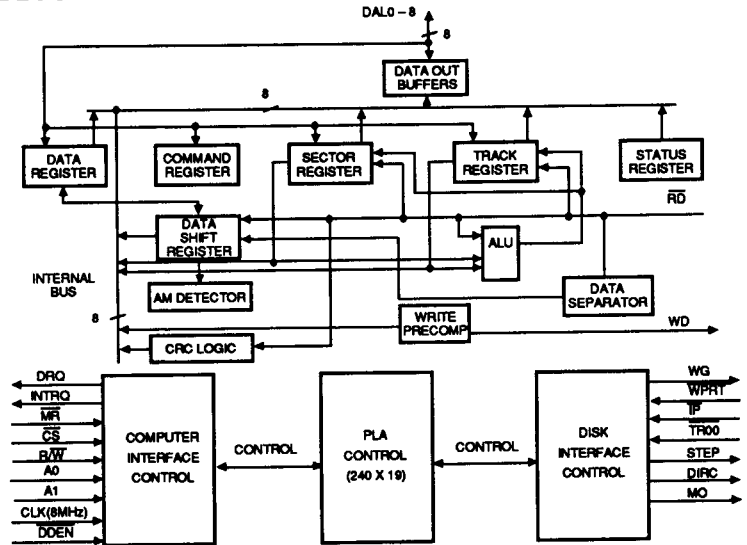 DAL0 – 8
8
DATA OUT
BUFFERS
8
DATA
REGISTER
COMMAND
REGISTER
SECTOR
REGISTER
TRACK
REGISTER
STATUS
REGISTER
RD
DATA
SHIFT
REGISTER
ALU
INTERNAL
BUS
AM DETECTOR
DATA
SEPARATOR
8
WRITE
PRECOMP
WD
CRC LOGIC
DRQ
INTRQ
MR
CS
R/W
A0
A1
CLK(8MHz)
DDEN
COMPUTER
INTERFACE
CONTROL
CONTROL
PLA
CONTROL
(240 X 19)
CONTROL
DISK
INTERFACE
CONTROL
WG
WPRT
IP
TR00
STEP
DIRC
MO